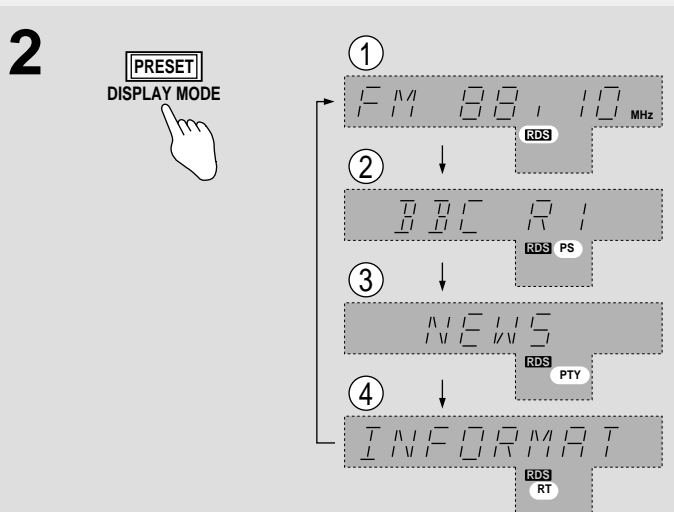 2
PRESET
DISPLAY MODE
1
FM 88. 10 MHz
RDS
2
BBC R1
RDS PS
3
NEWS
RDS
PTY
4
INFORMAT
RDS
RT